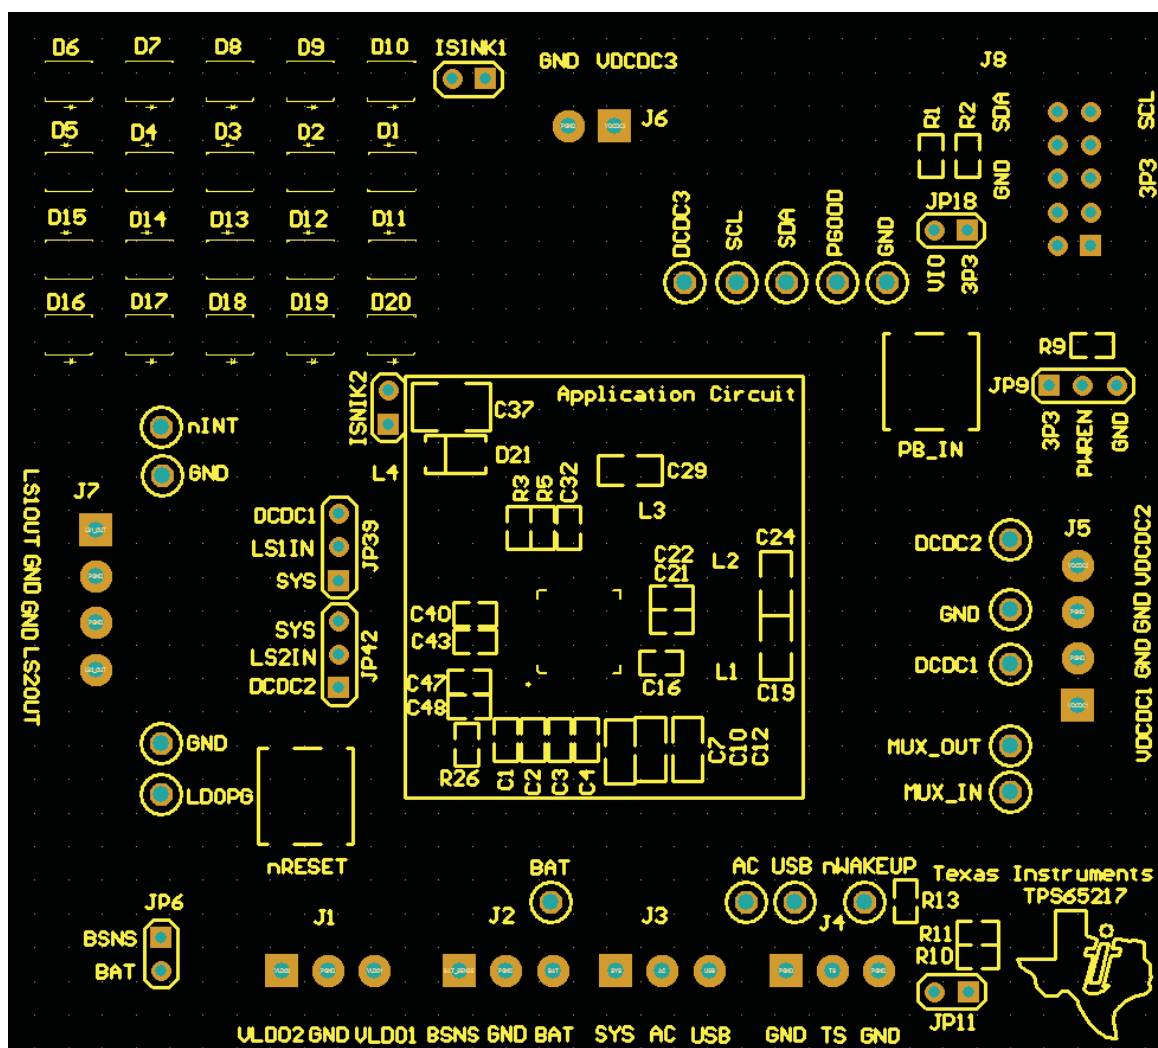 D6 D7 D8 D9 D10 ISINK1
GND VDCDC3
J8
D5 D4 D3 D2 D1
J6
R1 R2 SDA SCL
GND 3P3
D15 D14 D13 D12 D11
DCDC3 SCL SDA PGOOD GND
JP18
VIO 3P3
D16 D17 D18 D19 D20
R9
JP9
3P3 PWREN GND
PB_IN
ISNIK2
Application Circuit
C37
D21
L4
C29
R3 R5 C32
L3
nINT
GND
J7
LS1OUT GND GND LS2OUT
DCDC1
LS1IN
SYS
JP39
SYS
LS2IN
DCDC2
JP42
C24
C22
C21
L2
C40
C43
C47
C48
C16
L1
C19
R26 C1 C2 C3 C4 C7 C10 C12
DCDC2
GND
DCDC1
J5
VDCDC1 GND GND VDCDC2
MUX_OUT
MUX_IN
GND
LDOPG
nRESET
BAT
AC USB nWAKEUP
R13
Texas Instruments
TPS65217
JP6
BSNS
BAT
J1 J2 J3 J4
R11
R10
JP11
VLDO2 GND VLDO1 BSNS GND BAT SYS AC USB GND TS GND